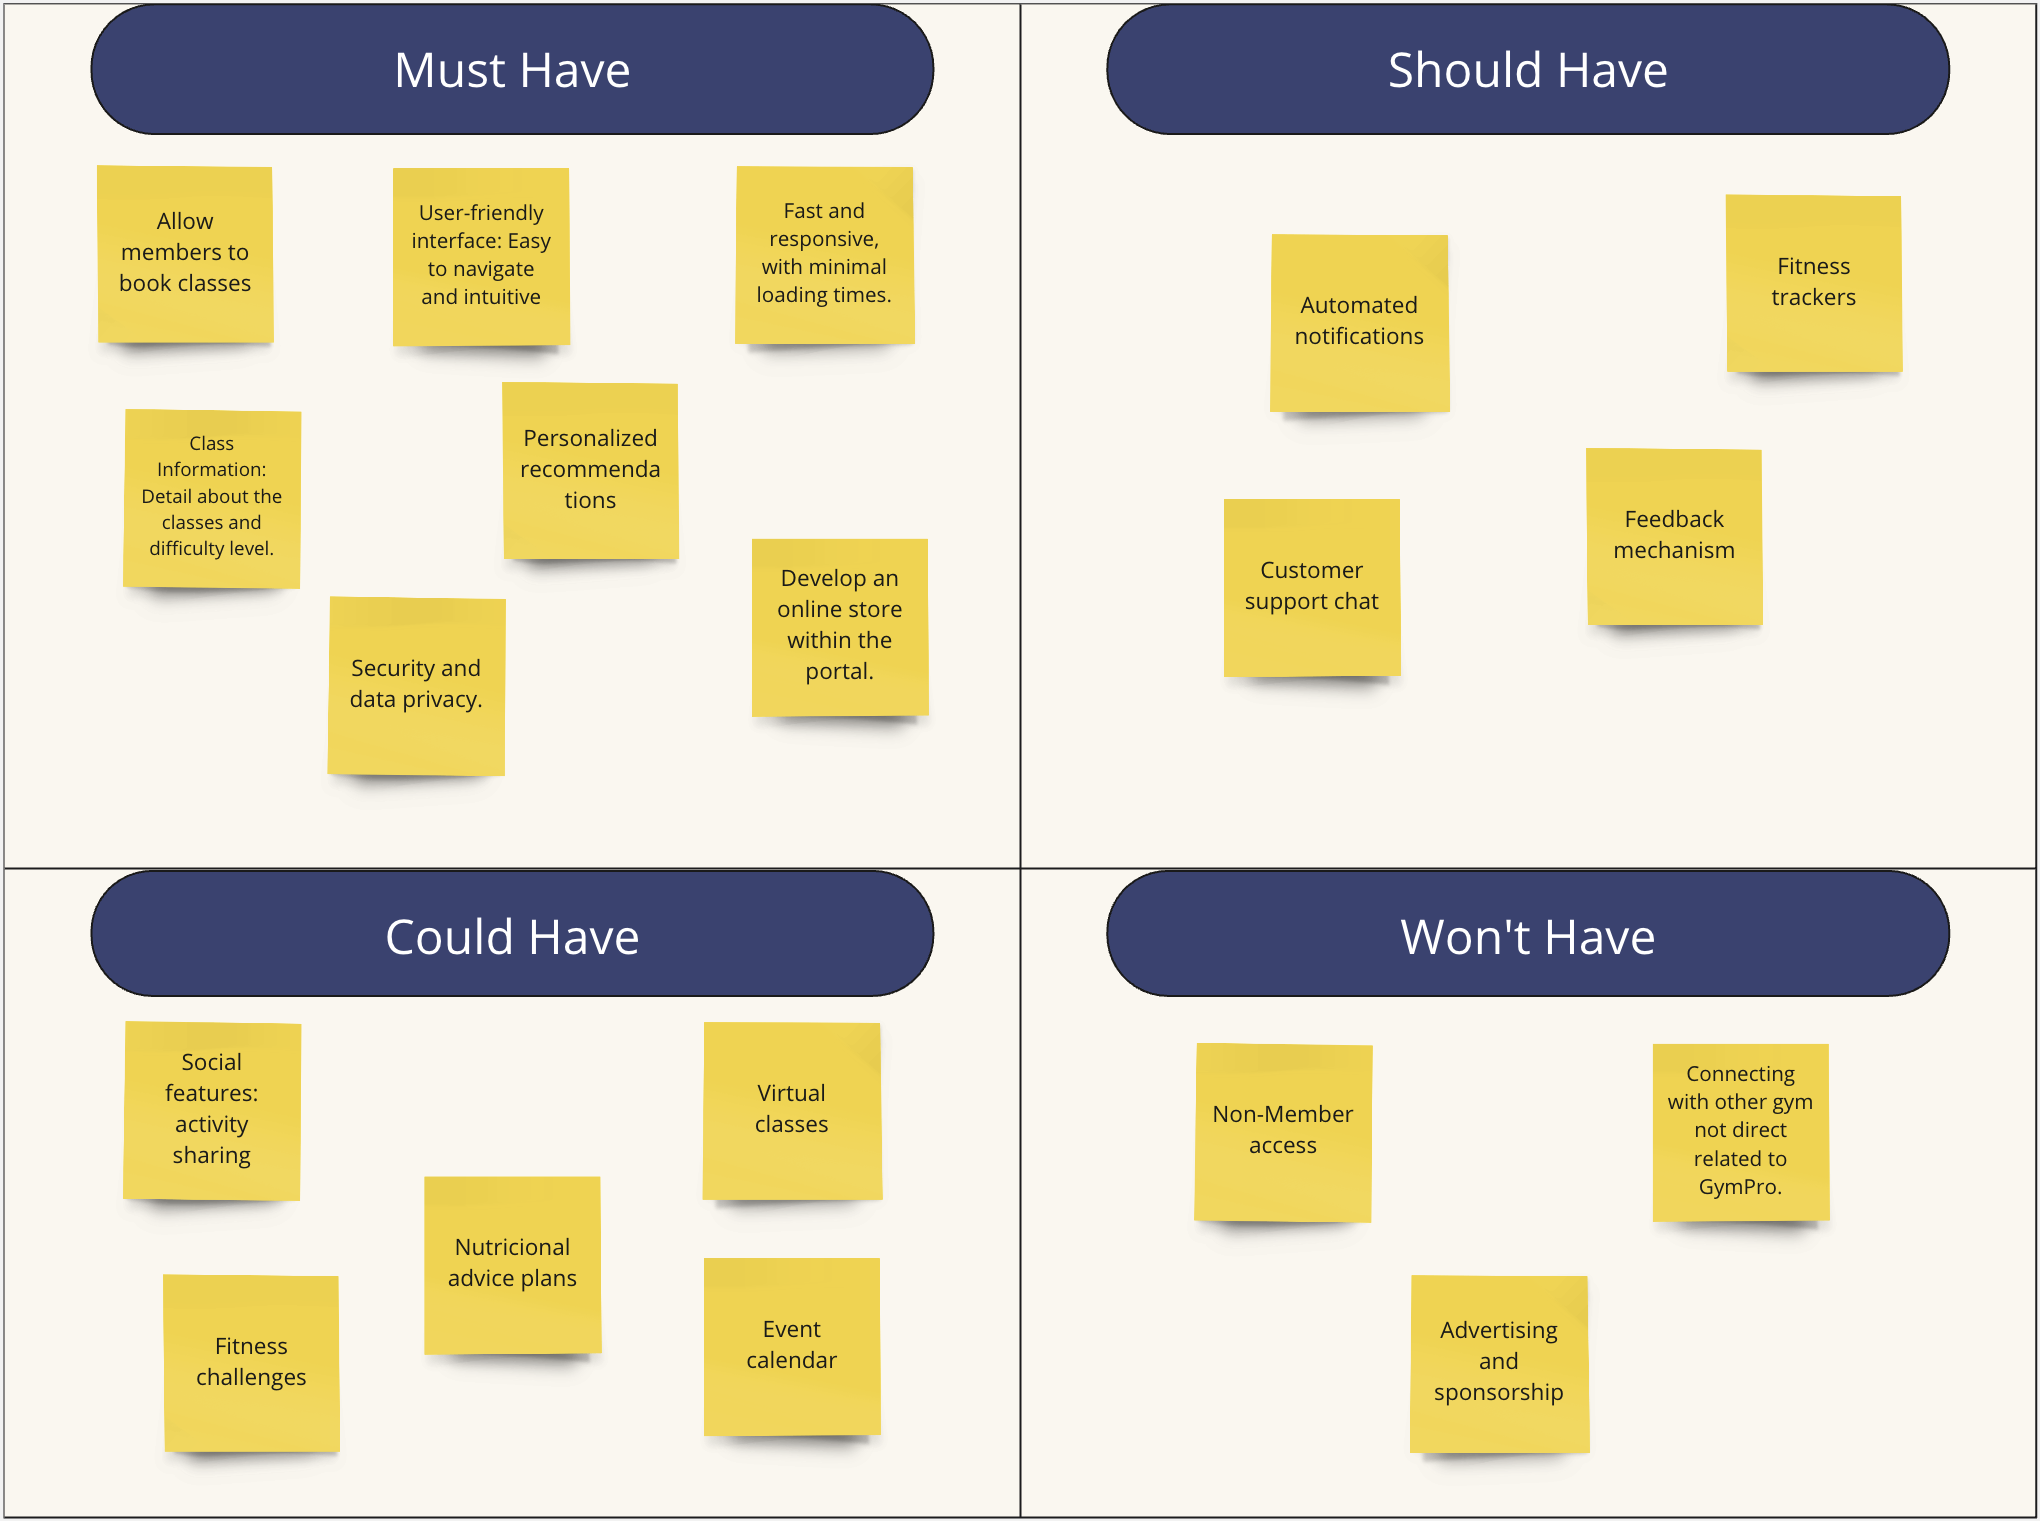 Must Have
Allow
members to
book classes
User-friendly
interface: Easy
to navigate
and intuitive
Fast and
responsive,
with minimal
loading times.
Class
Information:
Detail about the
classes and
difficulty level.
Personalized
recommenda
tions
Develop an
online store
within the
portal.
Security and
data privacy.
Should Have
Automated
notifications
Fitness
trackers
Customer
support chat
Feedback
mechanism
Could Have
Social
features:
activity
sharing
Virtual
classes
Nutricional
advice plans
Fitness
challenges
Event
calendar
Won't Have
Non-Member
access
Connecting
with other gym
not direct
related to
GymPro.
Advertising
and
sponsorship